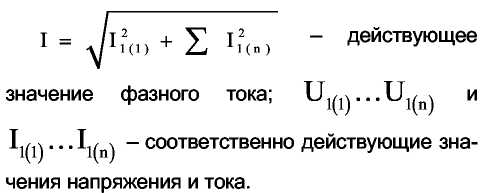 I = √(I²₁₍₁₎ + ∑ I²₁₍ₙ₎) – действующее
значение фазного тока; U₁₍₁₎…U₁₍ₙ₎ и
I₁₍₁₎…I₁₍ₙ₎ – соответственно действующие зна-
чения напряжения и тока.